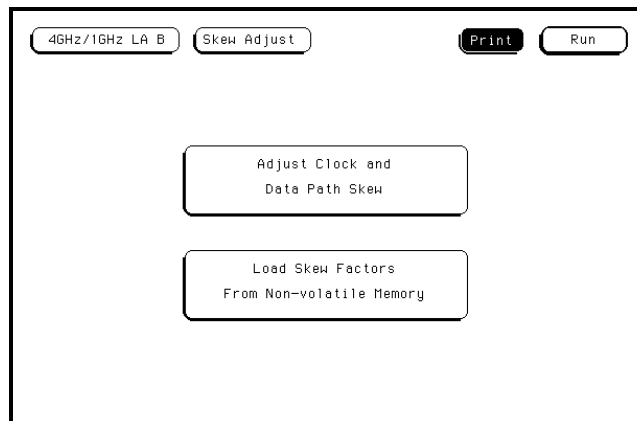 4GHz/1GHz LA B Skew Adjust Print Run
Adjust Clock and
Data Path Skew
Load Skew Factors
From Non-volatile Memory